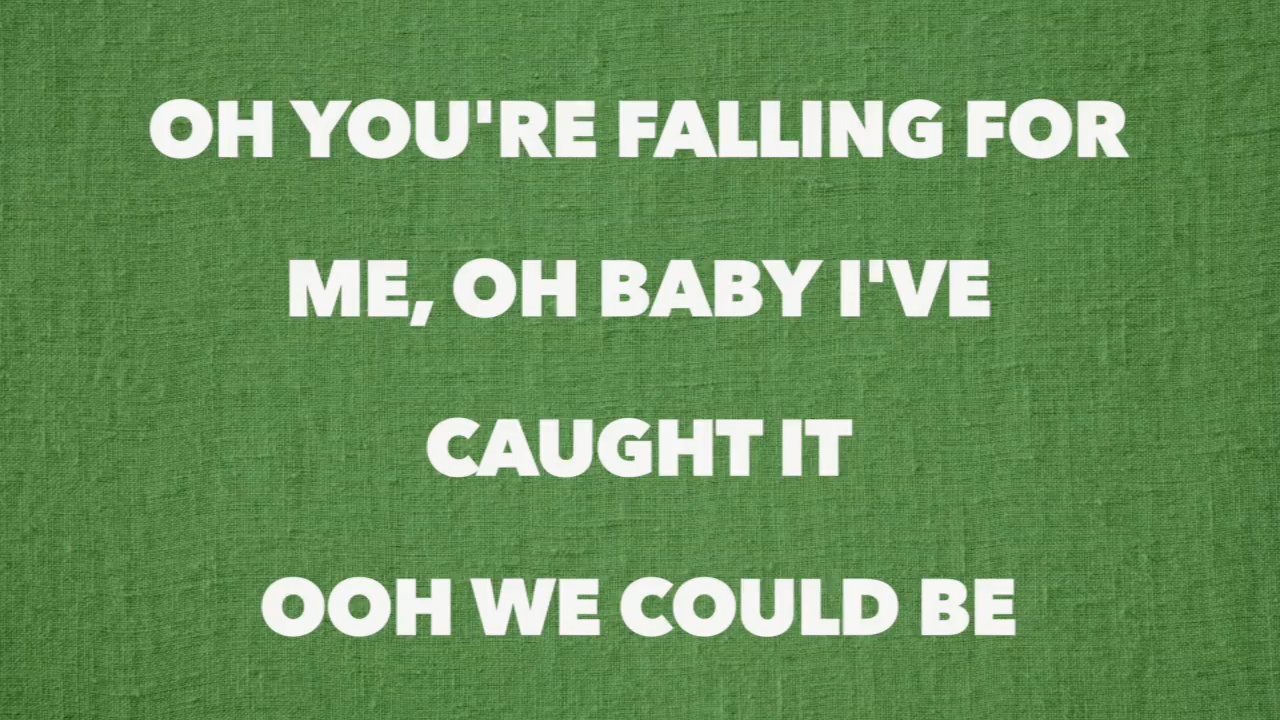 OH YOU'RE FALLING FOR
ME, OH BABY I'VE
CAUGHT IT
OOH WE COULD BE